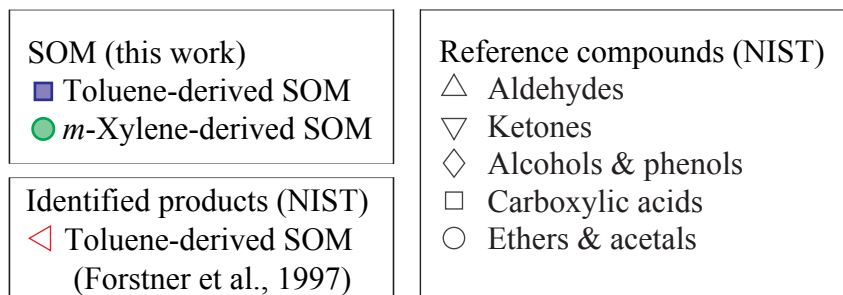 SOM (this work)
Toluene-derived SOM
m-Xylene-derived SOM
Identified products (NIST)
Toluene-derived SOM
(Forstner et al., 1997)
Reference compounds (NIST)
Aldehydes
Ketones
Alcohols & phenols
Carboxylic acids
Ethers & acetals